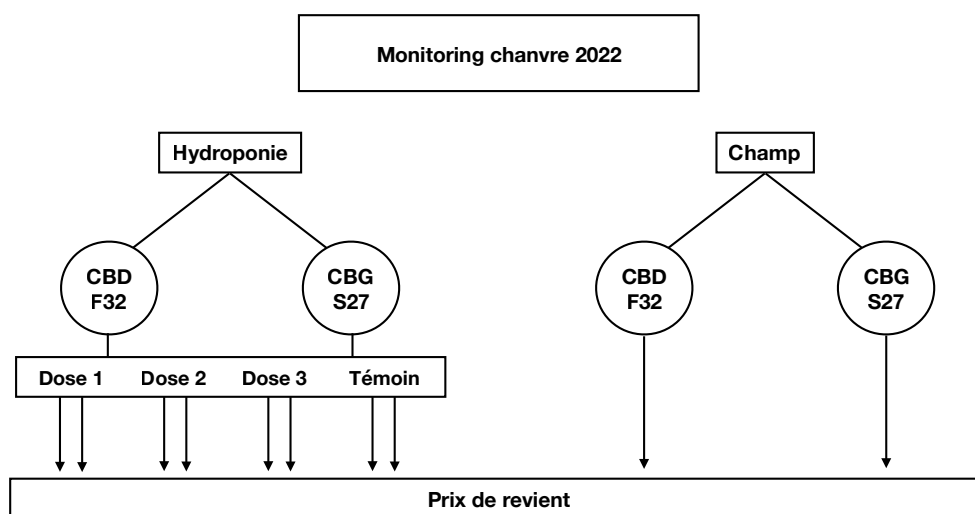 Monitoring chanvre 2022
Hydroponie
Champ
CBD
F32
CBG
S27
CBD
F32
CBG
S27
Dose 1 Dose 2 Dose 3 Témoin
Prix de revient